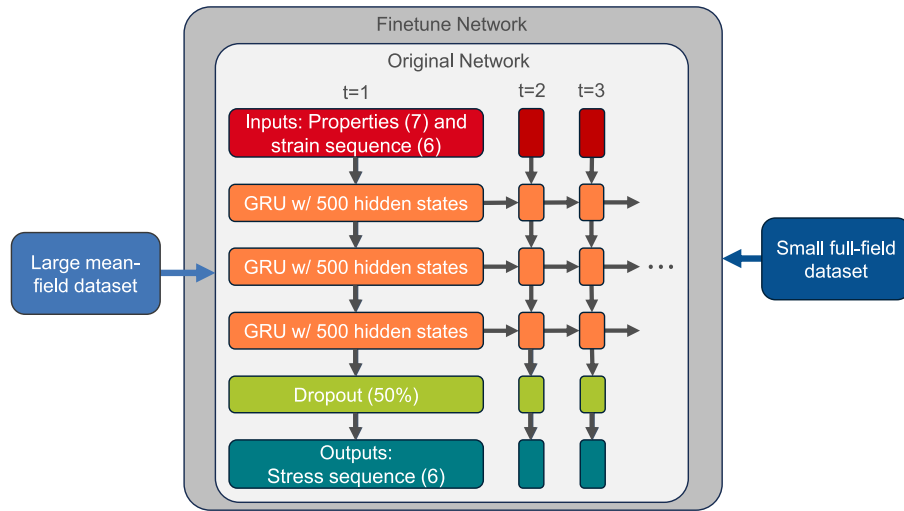 Finetune Network
Original Network
t=1
t=2
t=3
Inputs: Properties (7) and
strain sequence (6)
GRU w/ 500 hidden states
GRU w/ 500 hidden states
GRU w/ 500 hidden states
Dropout (50%)
Outputs:
Stress sequence (6)
Large mean-
field dataset
Small full-field
dataset
...